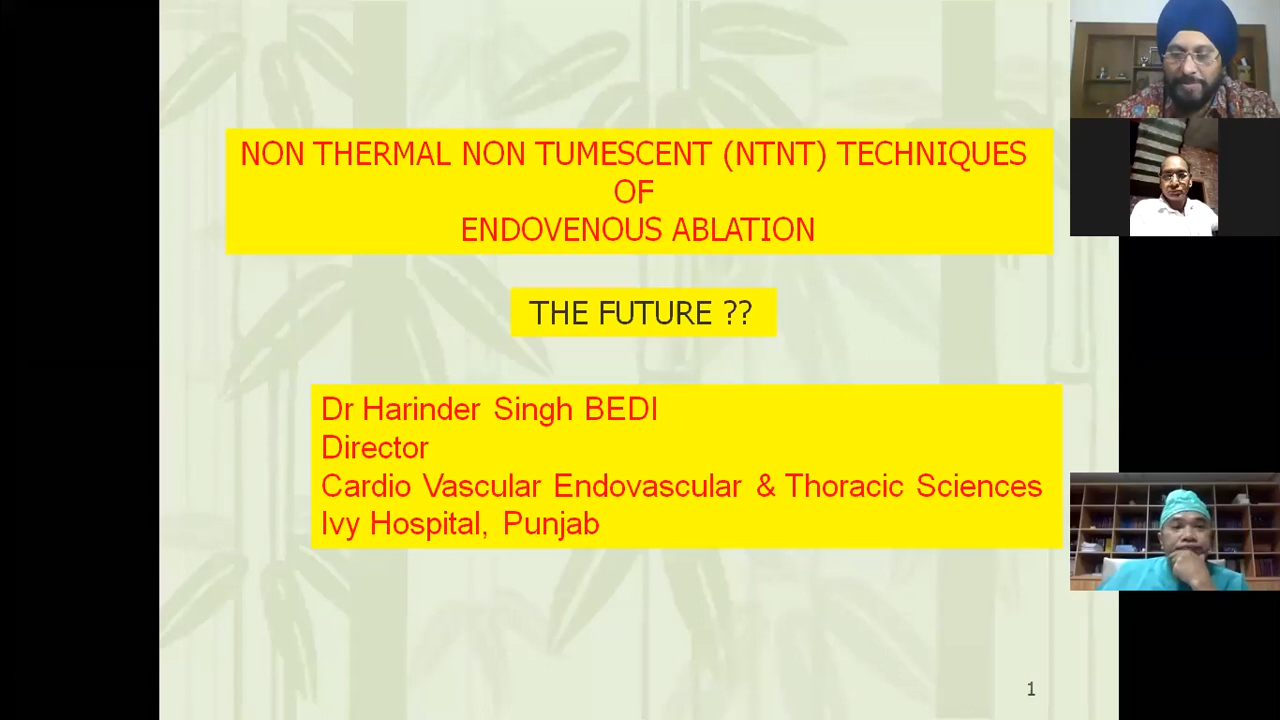 NON THERMAL NON TUMESCENT (NTNT) TECHNIQUES
OF
ENDOVENOUS ABLATION
THE FUTURE ??
Dr Harinder Singh BEDI
Director
Cardio Vascular Endovascular & Thoracic Sciences
Ivy Hospital, Punjab
1